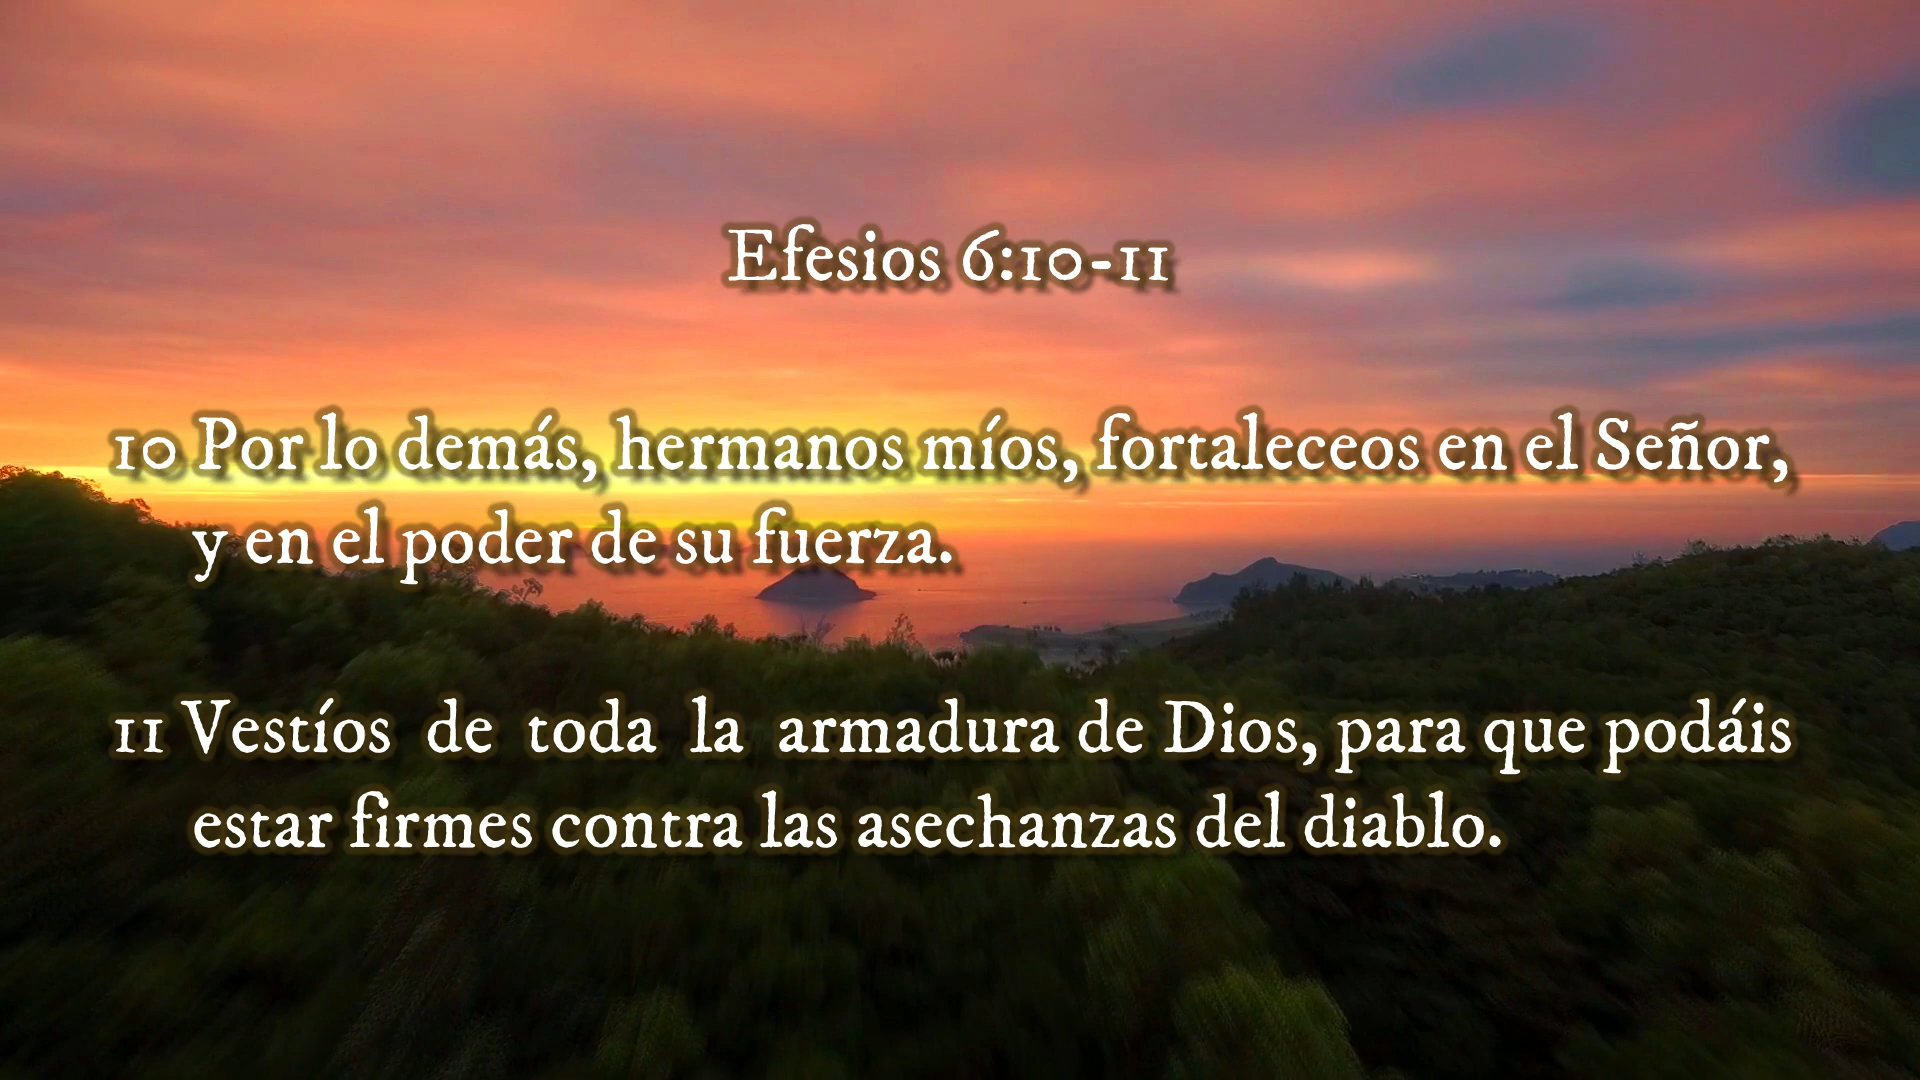 Efesios 6:10-11
10 Por lo demás, hermanos míos, fortaleceos en el Señor,
y en el poder de su fuerza.
11 Vestíos de toda la armadura de Dios, para que podáis
estar firmes contra las asechanzas del diablo.